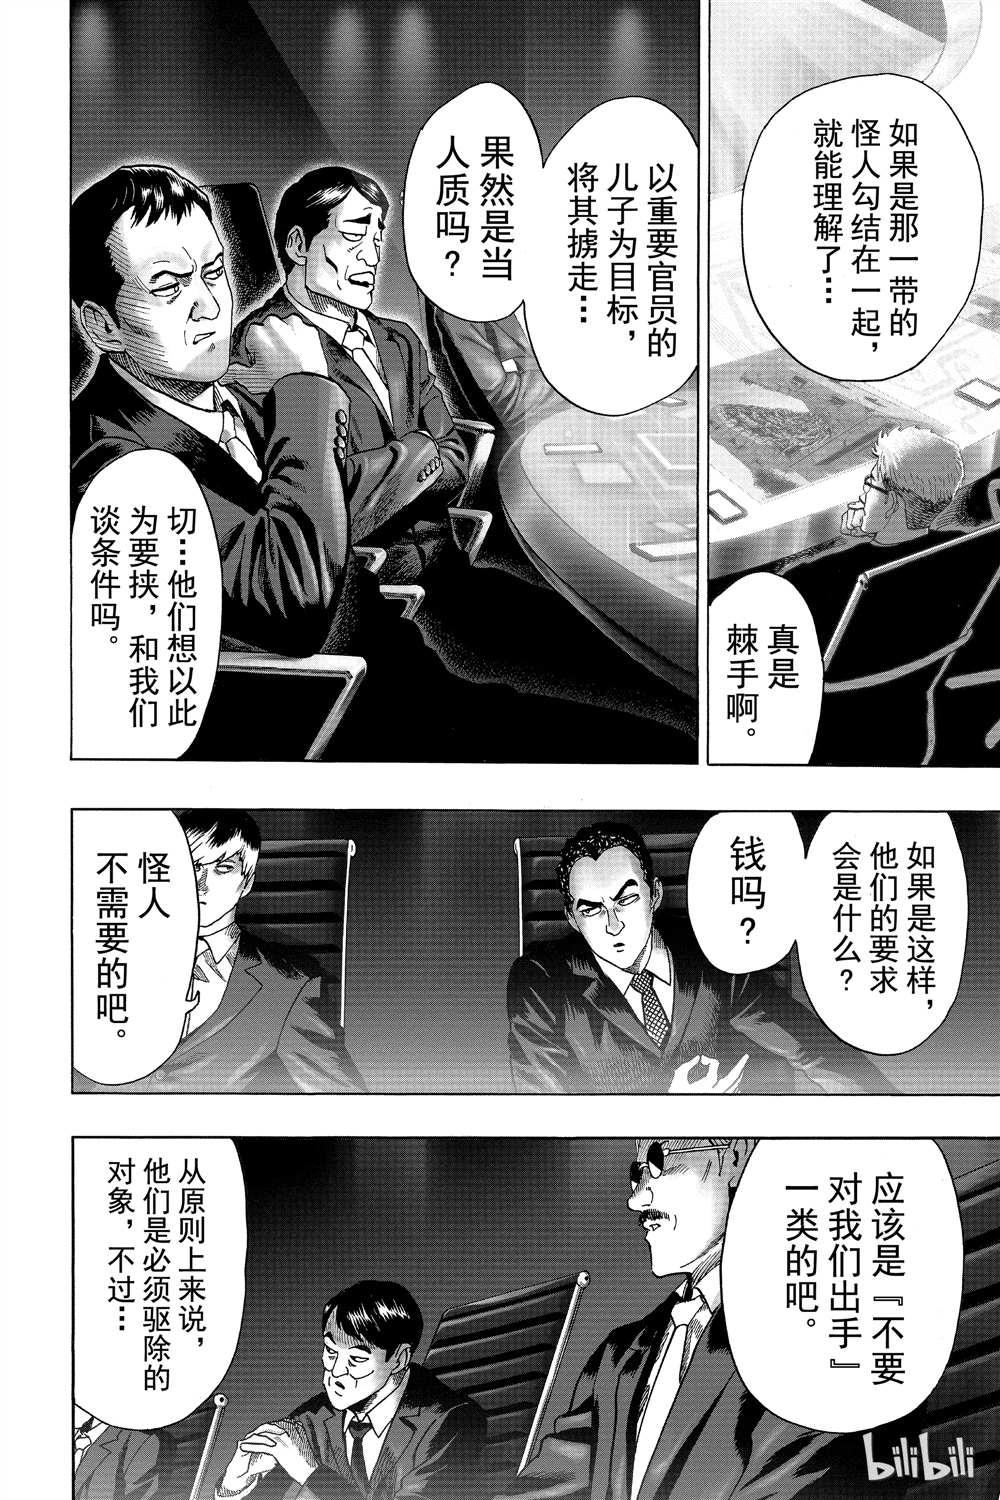 如果是那一带的
怪人勾结在一起，
就能理解了…
真是
棘手啊。
以重要官员的
儿子为目标，
将其掳走…
果然是当
人质吗？
切…他们想以此
为要挟，和我们
谈条件吗。
如果是这样，
他们的要求
会是什么？
钱吗？
怪人
不需要的吧。
应该是『不要
对我们出手』
一类的吧。
从原则上来说，
他们是必须驱除的
对象，不过…
bilibili